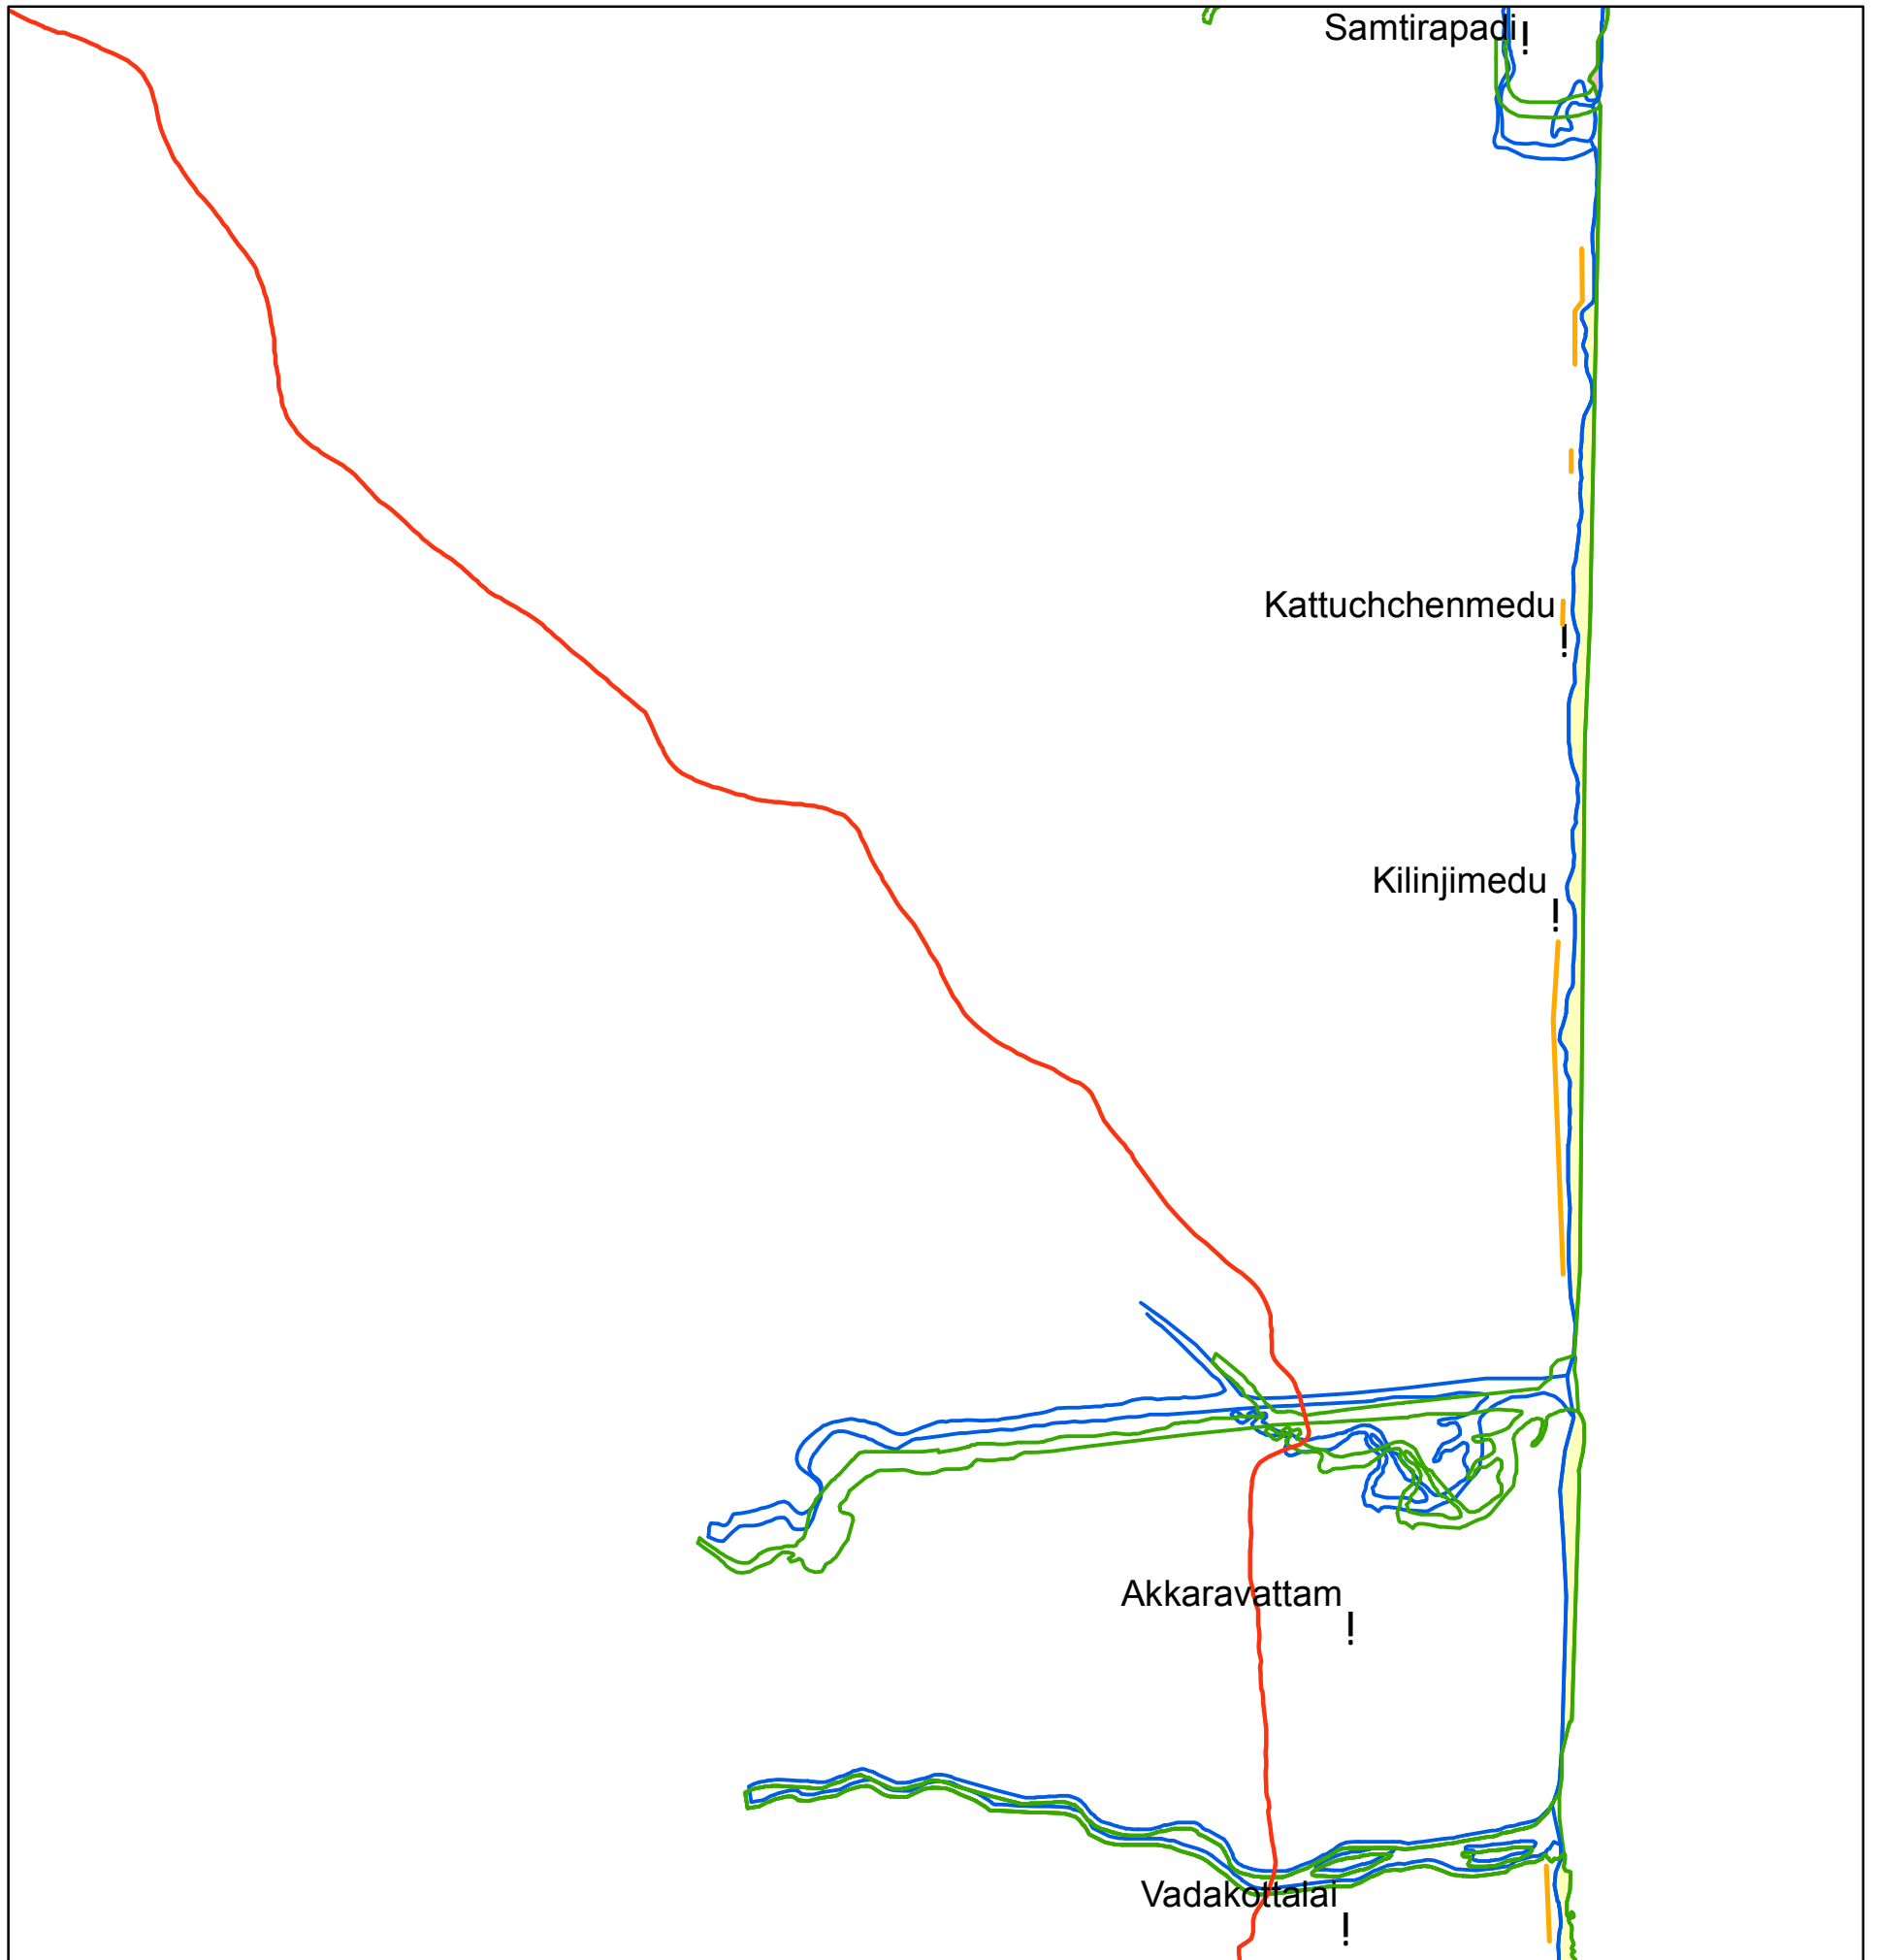 Samtirapadi
Kattuchchenmedu
Kilinjimedu
Akkaravattam
Vadakottalai